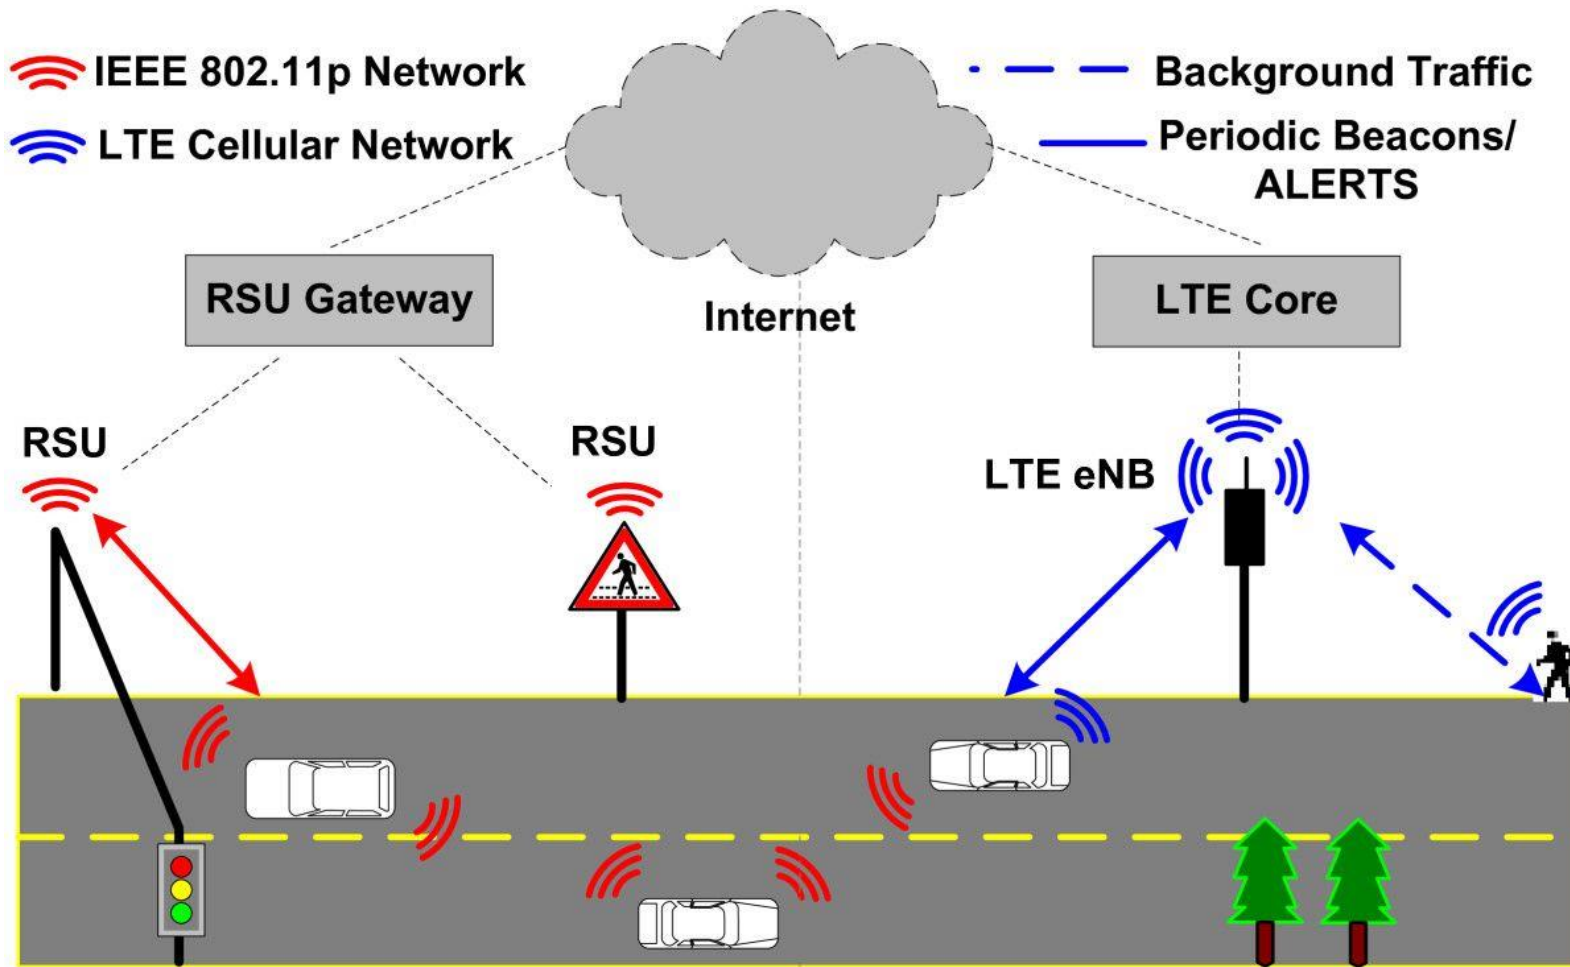 IEEE 802.11p Network
LTE Cellular Network
Background Traffic
Periodic Beacons/
ALERTS
RSU Gateway
Internet
LTE Core
RSU
RSU
LTE eNB